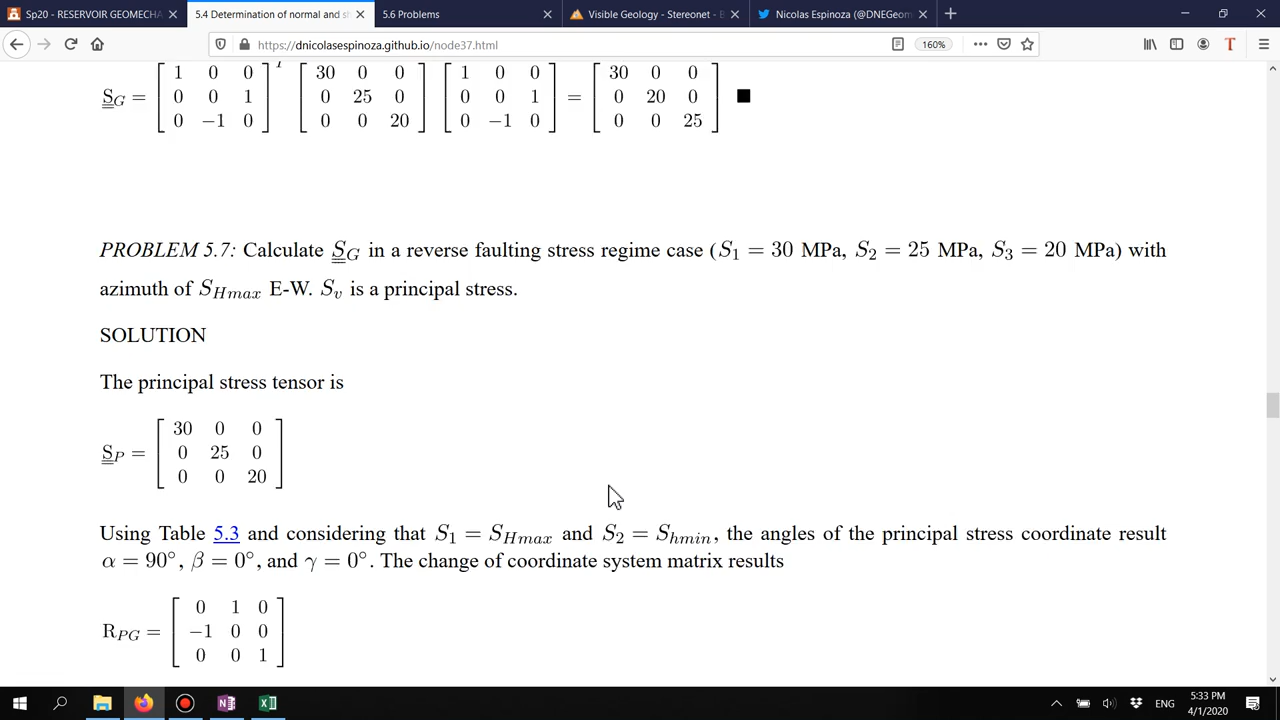 Sp20 - RESERVOIR GEOMECHA
5.4 Determination of normal and sh
5.6 Problems
Visible Geology - Stereonet - B
Nicolas Espinoza (@DNEGeom
https://dnicolasespinoza.github.io/node37.html
160%
S_G = [1 0 0; 0 0 1; 0 −1 0]^T [30 0 0; 0 25 0; 0 0 20] [1 0 0; 0 0 1; 0 −1 0] = [30 0 0; 0 20 0; 0 0 25] ■
PROBLEM 5.7: Calculate S_G in a reverse faulting stress regime case (S_1 = 30 MPa, S_2 = 25 MPa, S_3 = 20 MPa) with
azimuth of S_Hmax E-W. S_v is a principal stress.
SOLUTION
The principal stress tensor is
S_P = [30 0 0; 0 25 0; 0 0 20]
Using Table 5.3 and considering that S_1 = S_Hmax and S_2 = S_hmin, the angles of the principal stress coordinate result
α = 90°, β = 0°, and γ = 0°. The change of coordinate system matrix results
R_PG = [0 1 0; −1 0 0; 0 0 1]
ENG
5:33 PM
4/1/2020